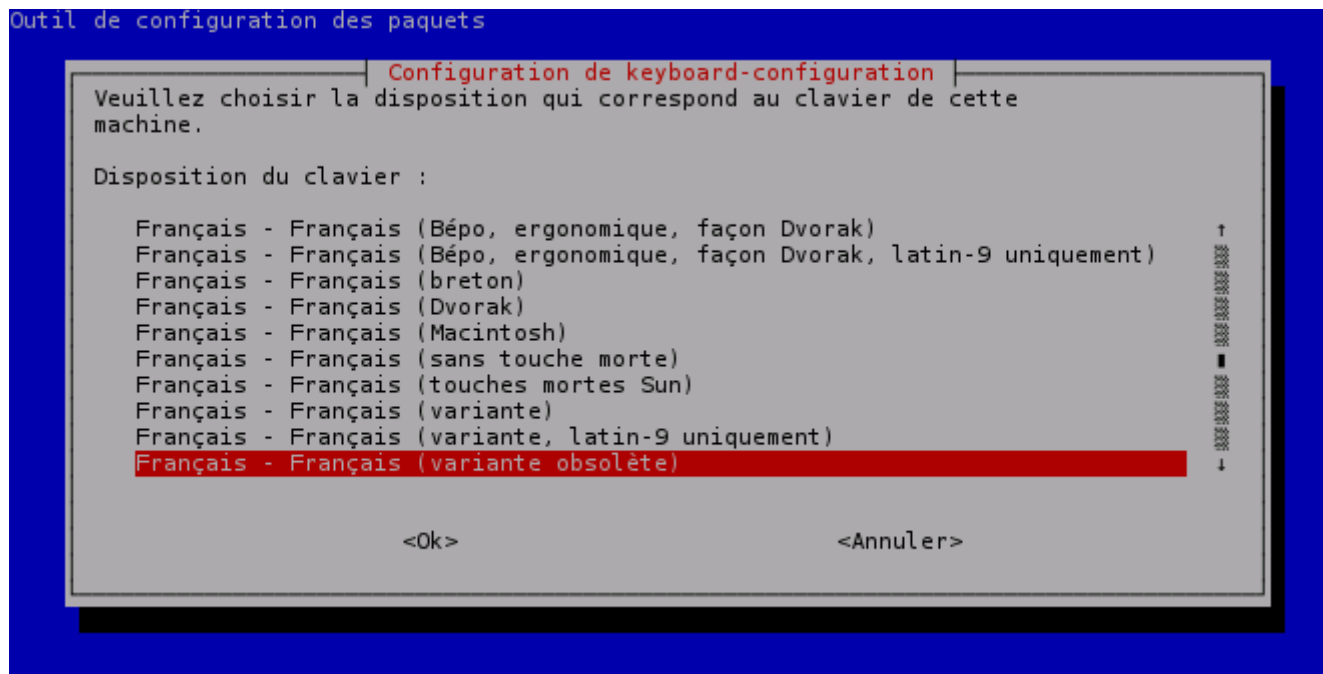 Outil de configuration des paquets
Configuration de keyboard-configuration
Veuillez choisir la disposition qui correspond au clavier de cette
machine.
Disposition du clavier :
Français - Français (Bépo, ergonomique, façon Dvorak)
Français - Français (Bépo, ergonomique, façon Dvorak, latin-9 uniquement)
Français - Français (breton)
Français - Français (Dvorak)
Français - Français (Macintosh)
Français - Français (sans touche morte)
Français - Français (touches mortes Sun)
Français - Français (variante)
Français - Français (variante, latin-9 uniquement)
Français - Français (variante obsolète)
<Ok> <Annuler>